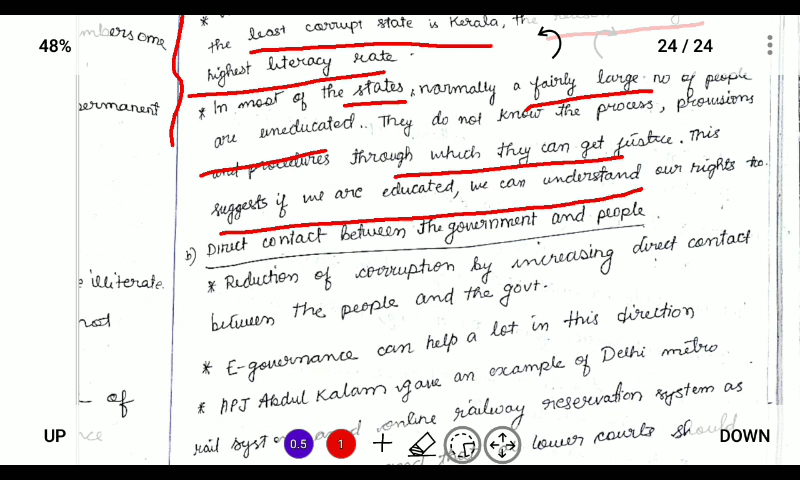 48%
24 / 24
mbersome
ermanent
e illiterate
not
- of
the least corrupt state is Kerala, the
highest literacy rate.
* In most of the states, normally a fairly large no of people
are uneducated. They do not know the process, provisions
and procedures through which they can get justice. This
suggests if we are educated, we can understand our rights to.
b) Direct contact between the government and people
* Reduction of corruption by increasing direct contact
between the people and the govt.
* E-governance can help a lot in this direction
* APJ Abdul Kalam gave an example of Delhi metro
rail syst online railway reservation system as
lower courts should
UP
0.5
1
DOWN